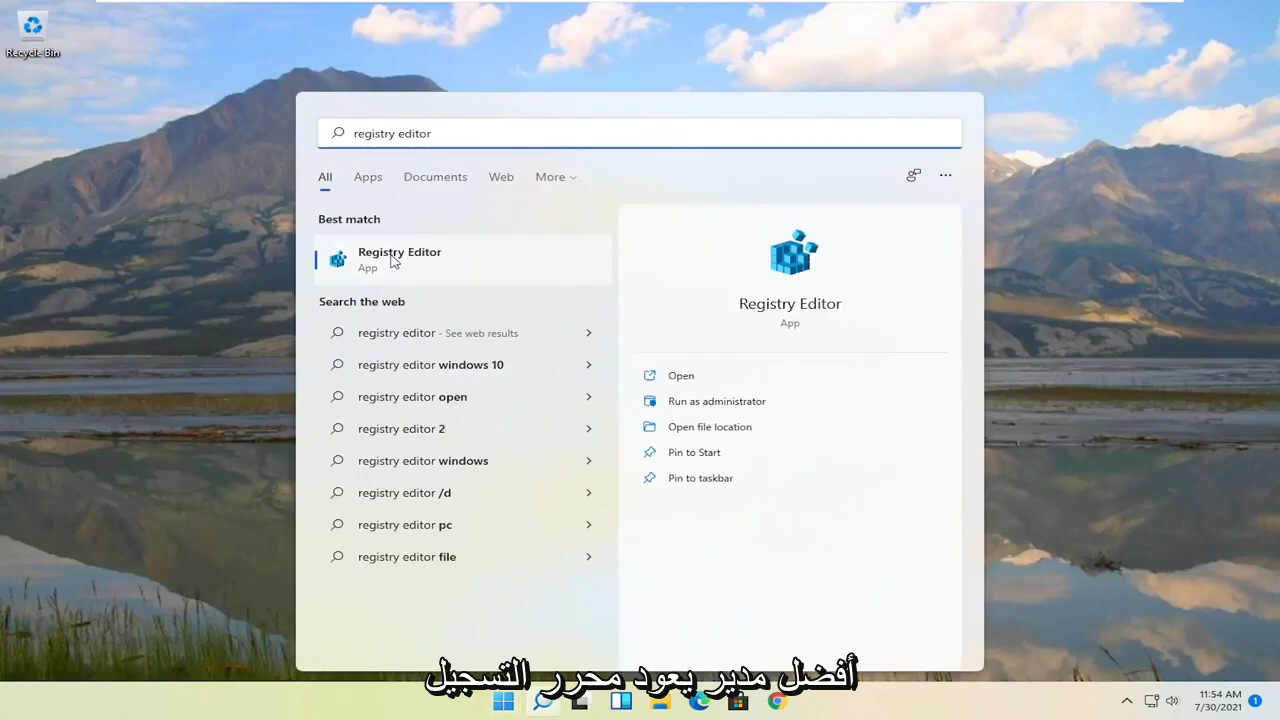 Recycle Bin
registry editor
All Apps Documents Web More
Best match
Registry Editor
App
Search the web
registry editor - See web results
registry editor windows 10
registry editor open
registry editor 2
registry editor windows
registry editor /d
registry editor pc
registry editor file
Registry Editor
App
Open
Run as administrator
Open file location
Pin to Start
Pin to taskbar
أفضل مدير يعود محرر التسجيل
11:54 AM
7/30/2021
1